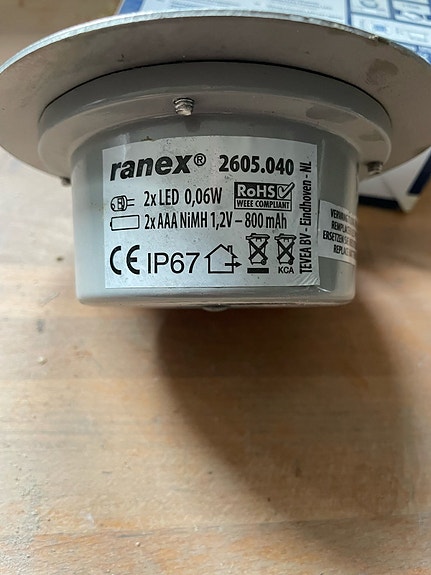 ranex® 2605.040
2x LED 0,06W
RoHS
WEEE COMPLIANT
2x AAA NiMH 1,2V – 800 mAh
CE IP67
KCA
TEVEA BV - Eindhoven - NL